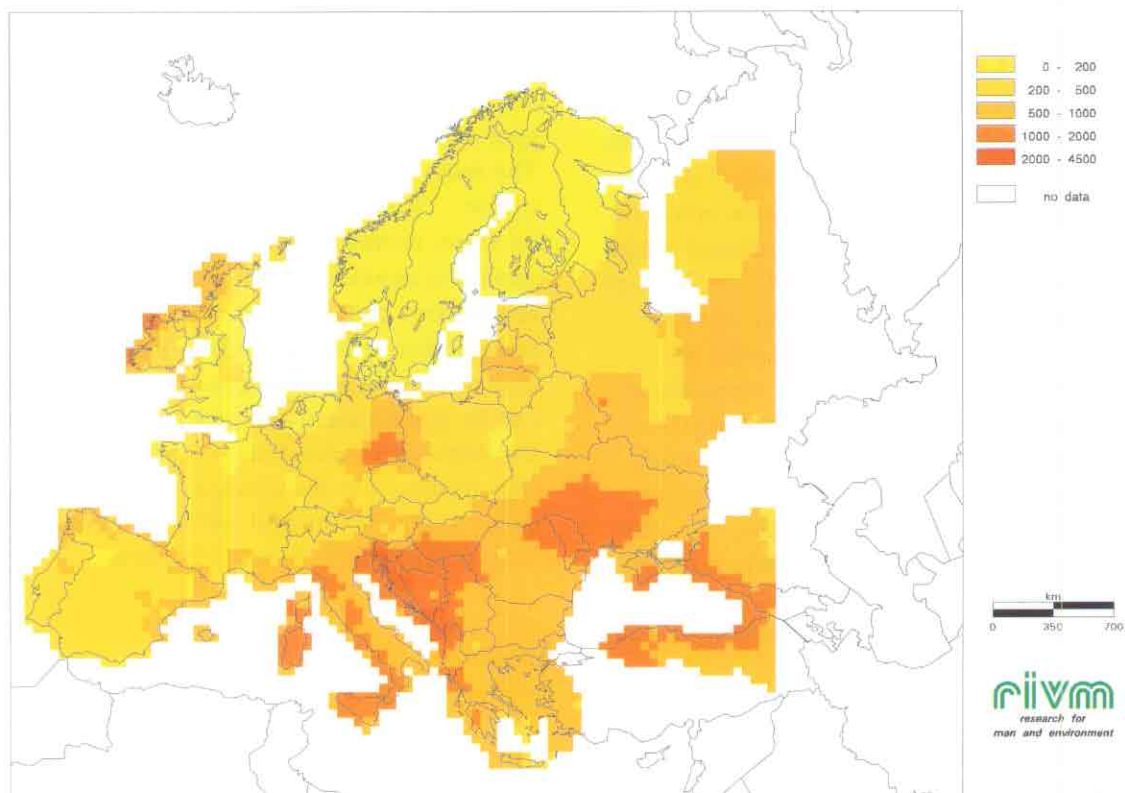 0 - 200
200 - 500
500 - 1000
1000 - 2000
2000 - 4500
no data
km
0 350 700
rivm
research for
man and environment